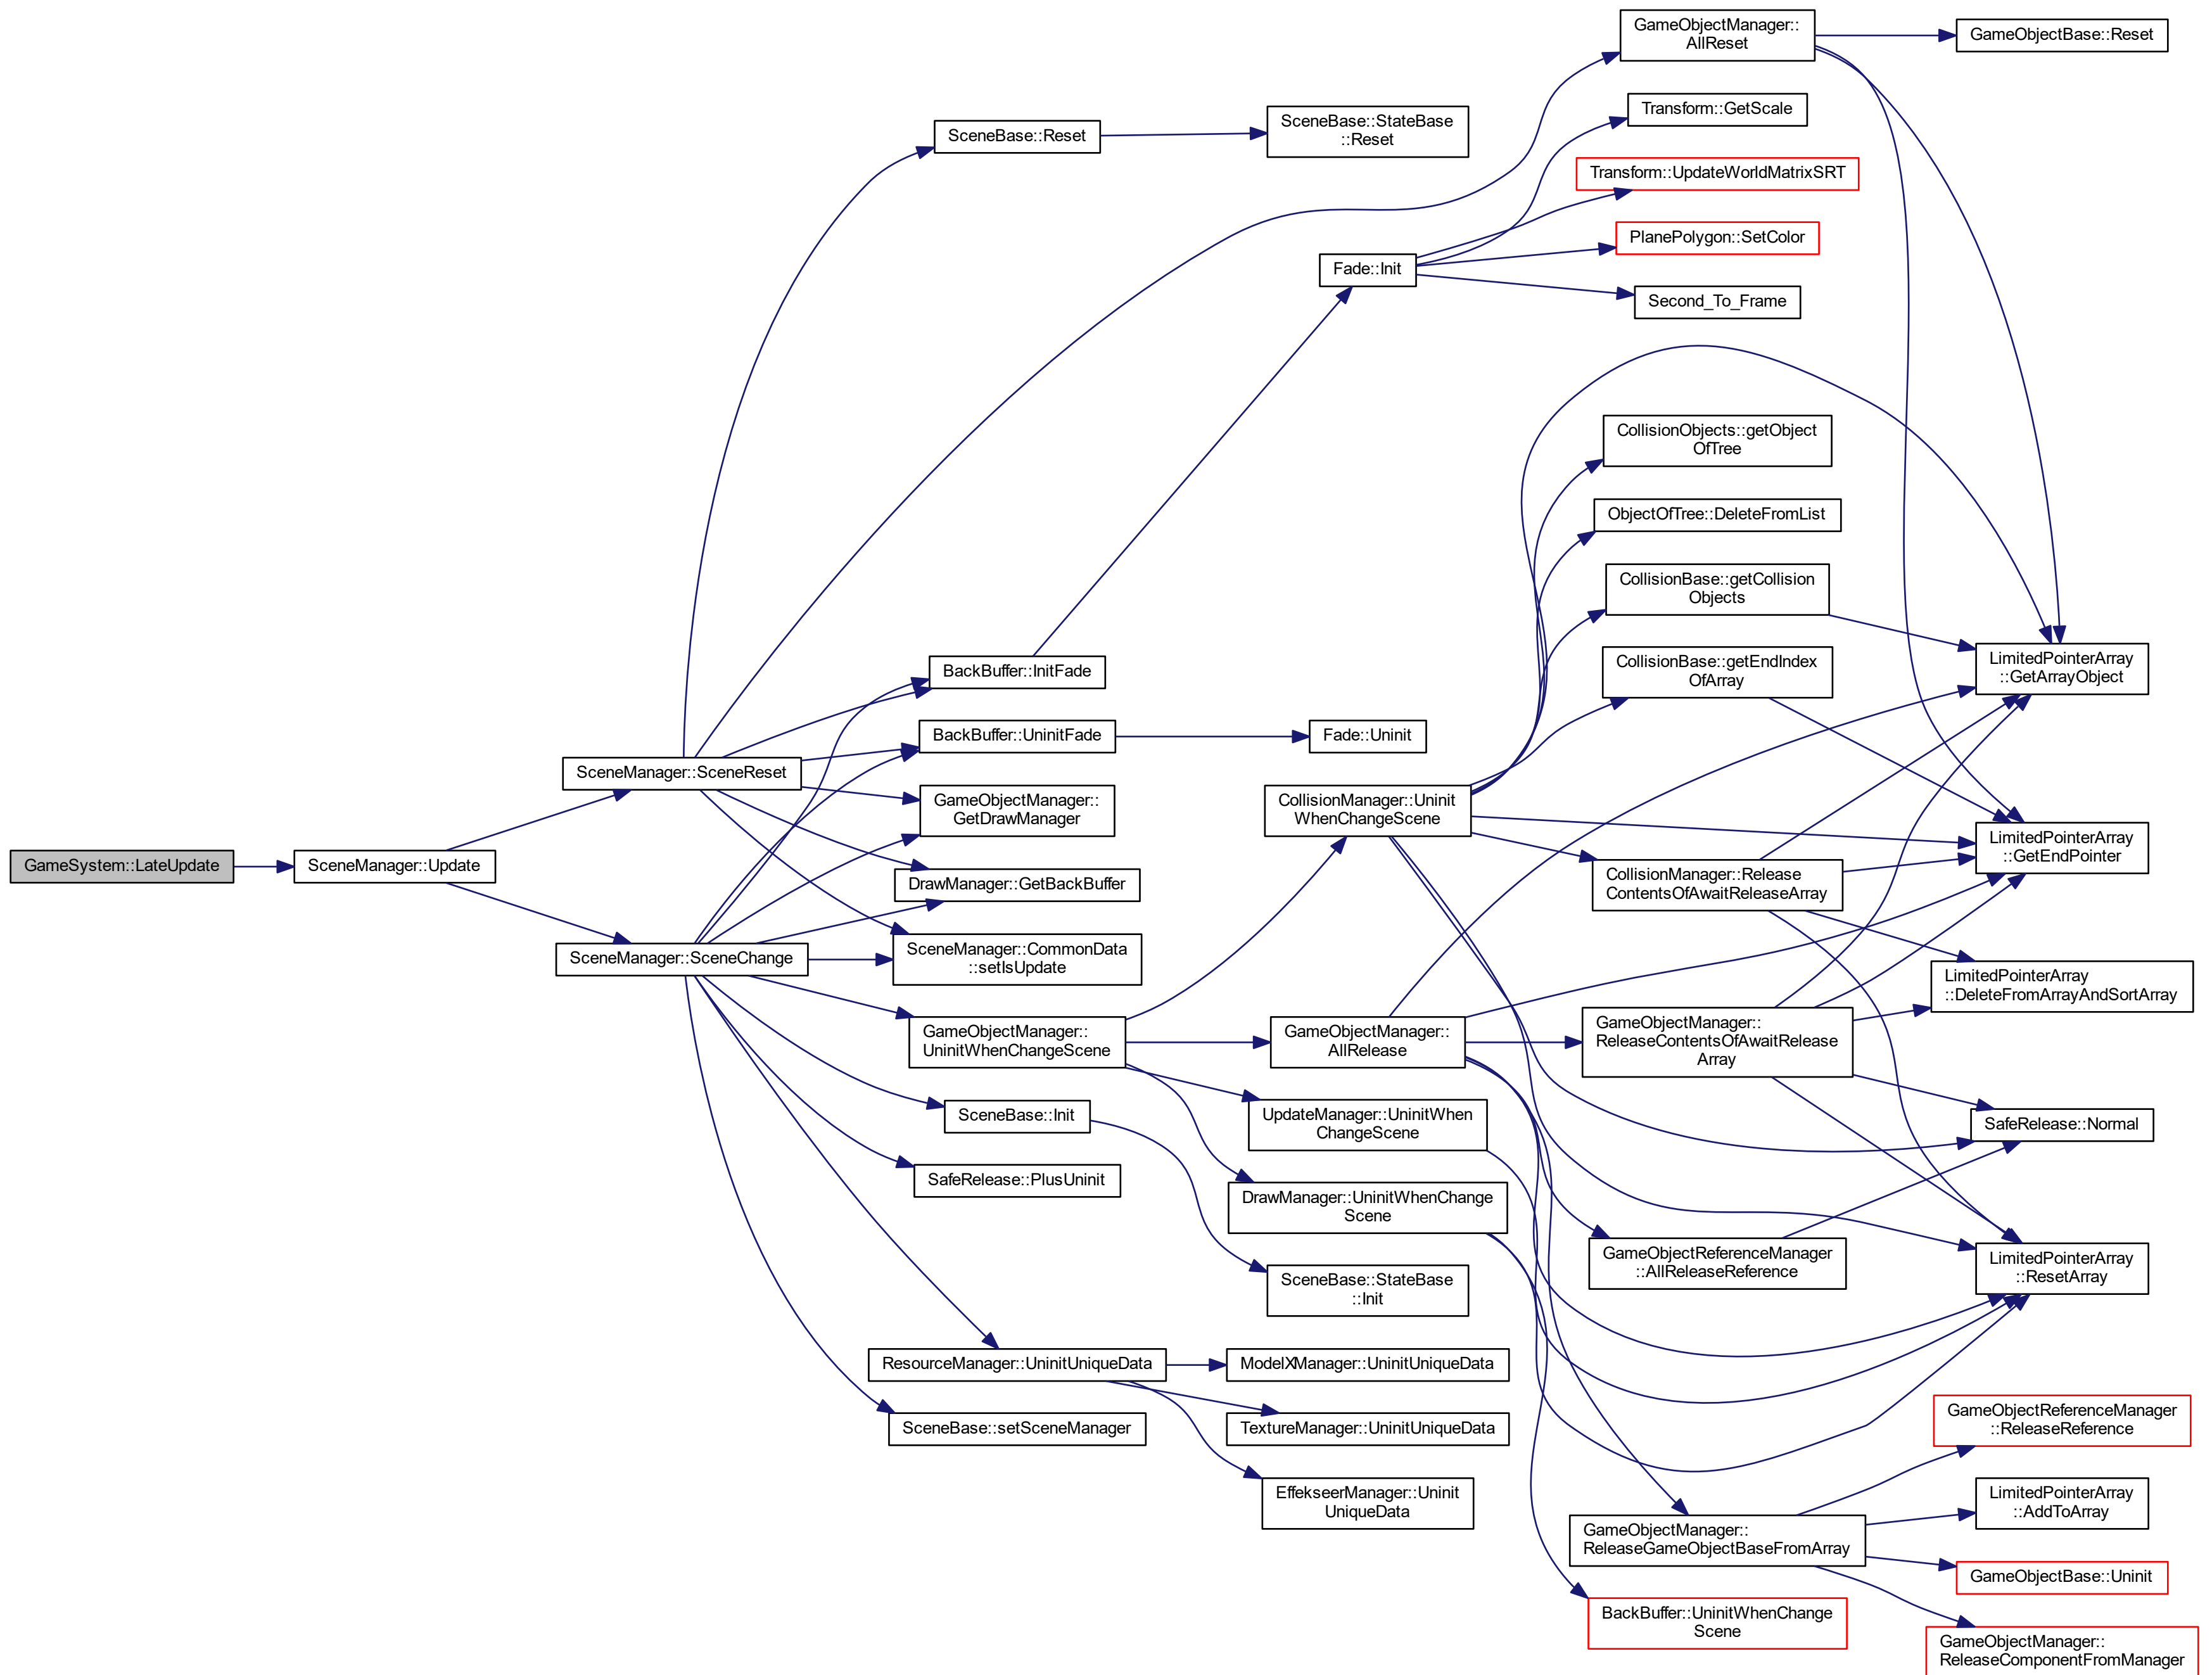 GameObjectManager::
AllReset
GameObjectBase::Reset
Transform::GetScale
SceneBase::Reset
SceneBase::StateBase
::Reset
Transform::UpdateWorldMatrixSRT
PlanePolygon::SetColor
Fade::Init
Second_To_Frame
CollisionObjects::getObject
OfTree
ObjectOfTree::DeleteFromList
CollisionBase::getCollision
Objects
BackBuffer::InitFade
CollisionBase::getEndIndex
OfArray
LimitedPointerArray
::GetArrayObject
BackBuffer::UninitFade
Fade::Uninit
SceneManager::SceneReset
GameObjectManager::
GetDrawManager
CollisionManager::Uninit
WhenChangeScene
LimitedPointerArray
::GetEndPointer
GameSystem::LateUpdate
SceneManager::Update
DrawManager::GetBackBuffer
CollisionManager::Release
ContentsOfAwaitReleaseArray
SceneManager::SceneChange
SceneManager::CommonData
::setIsUpdate
LimitedPointerArray
::DeleteFromArrayAndSortArray
GameObjectManager::
UninitWhenChangeScene
GameObjectManager::
AllRelease
GameObjectManager::
ReleaseContentsOfAwaitRelease
Array
SceneBase::Init
UpdateManager::UninitWhen
ChangeScene
SafeRelease::Normal
SafeRelease::PlusUninit
DrawManager::UninitWhenChange
Scene
GameObjectReferenceManager
::AllReleaseReference
LimitedPointerArray
::ResetArray
SceneBase::StateBase
::Init
ResourceManager::UninitUniqueData
ModelXManager::UninitUniqueData
SceneBase::setSceneManager
TextureManager::UninitUniqueData
GameObjectReferenceManager
::ReleaseReference
EffekseerManager::Uninit
UniqueData
LimitedPointerArray
::AddToArray
GameObjectManager::
ReleaseGameObjectBaseFromArray
GameObjectBase::Uninit
BackBuffer::UninitWhenChange
Scene
GameObjectManager::
ReleaseComponentFromManager